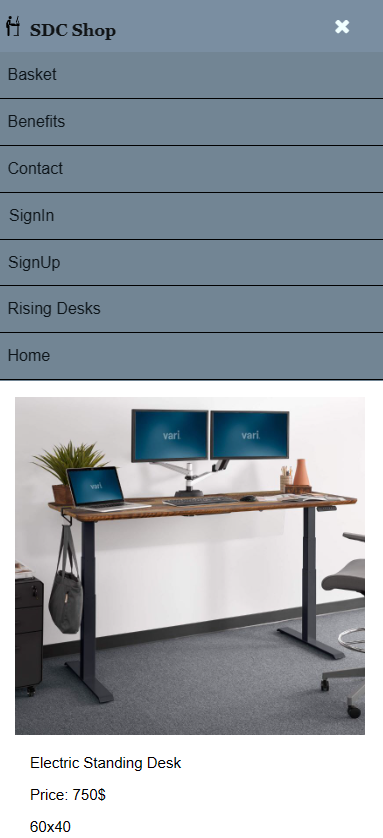 SDC Shop
Basket
Benefits
Contact
SignIn
SignUp
Rising Desks
Home
vari
vari
vari
Electric Standing Desk
Price: 750$
60x40